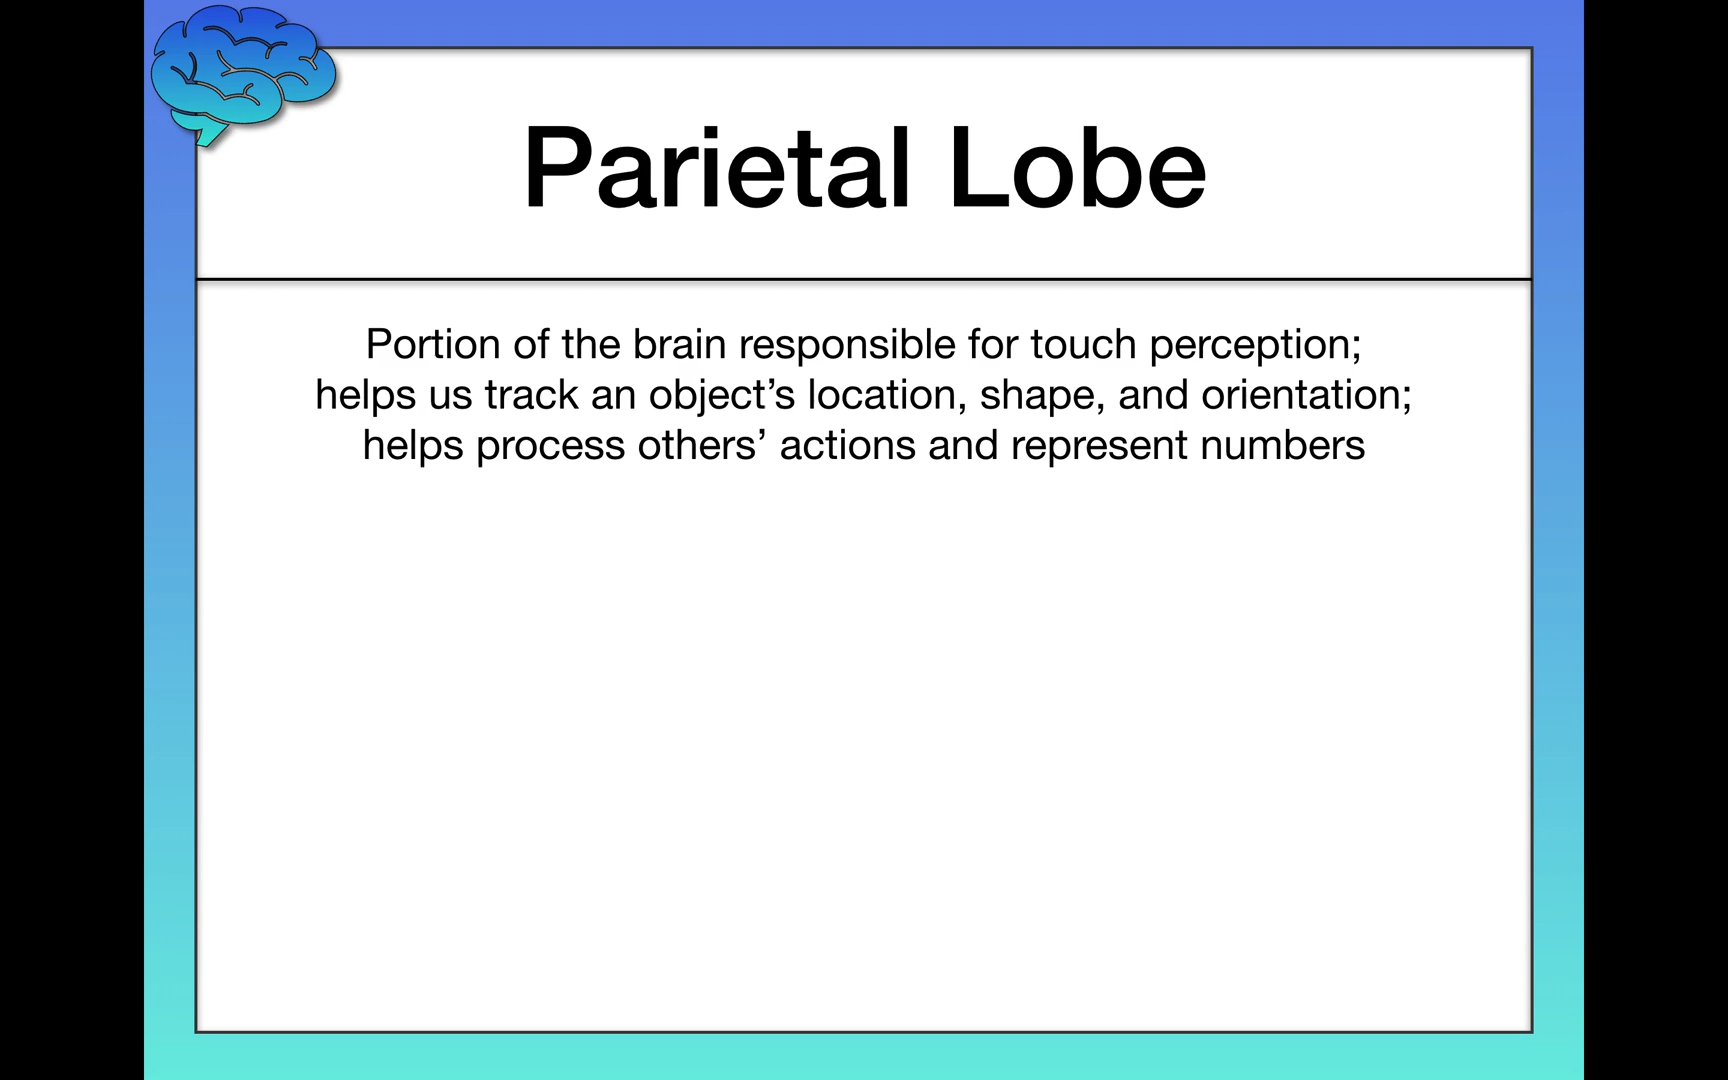 Parietal Lobe
Portion of the brain responsible for touch perception;
helps us track an object’s location, shape, and orientation;
helps process others’ actions and represent numbers